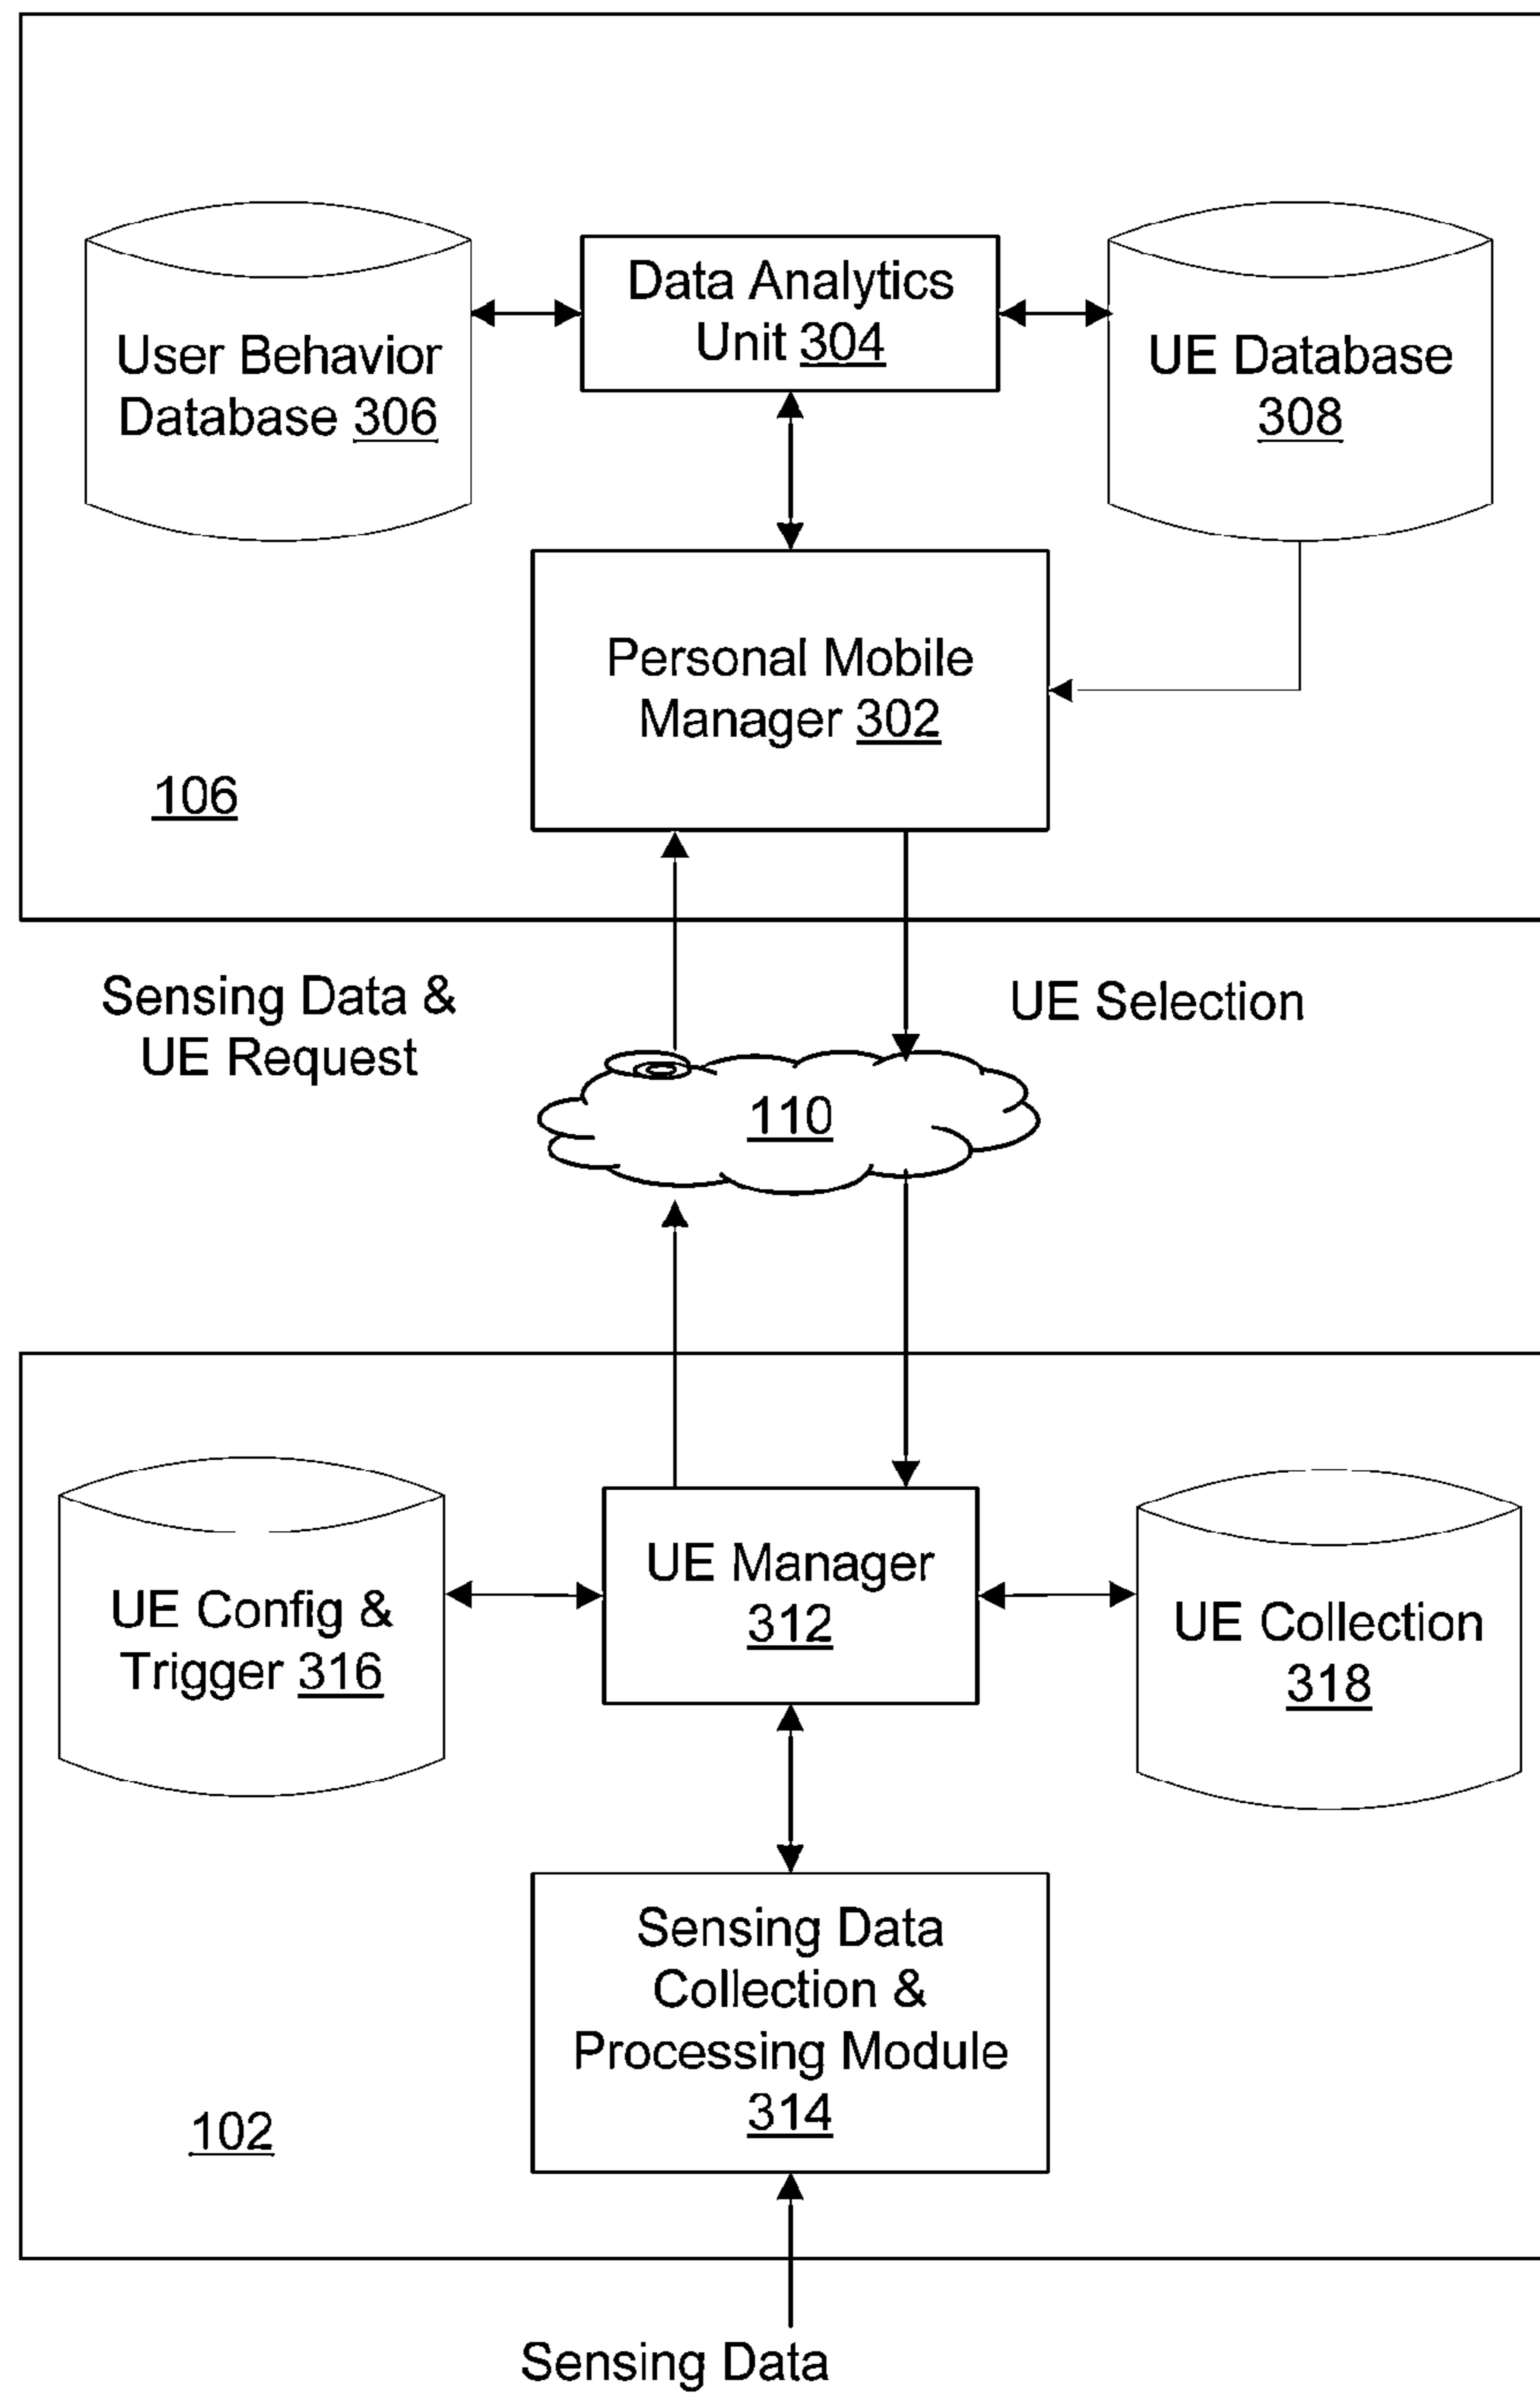 Data Analytics
Unit 304
User Behavior
Database 306
UE Database
308
Personal Mobile
Manager 302
106
Sensing Data &
UE Request
UE Selection
110
UE Manager
312
UE Config &
Trigger 316
UE Collection
318
Sensing Data
Collection &
Processing Module
314
102
Sensing Data